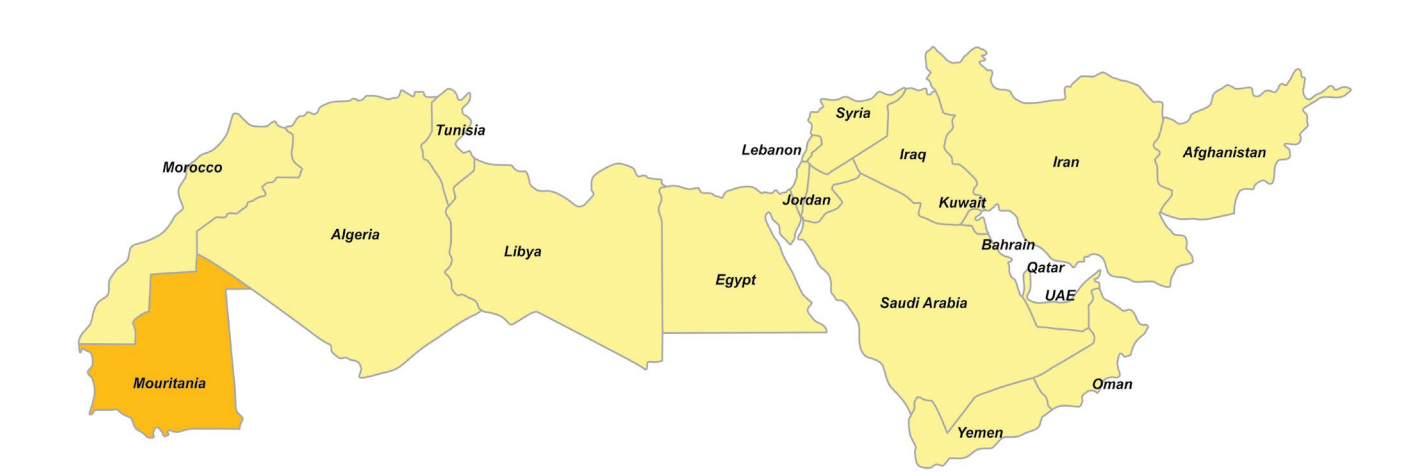 Tunisia
Syria
Lebanon
Iraq
Iran
Afghanistan
Morocco
Jordan
Kuwait
Algeria
Libya
Bahrain
Egypt
Qatar
Saudi Arabia
UAE
Mouritania
Oman
Yemen